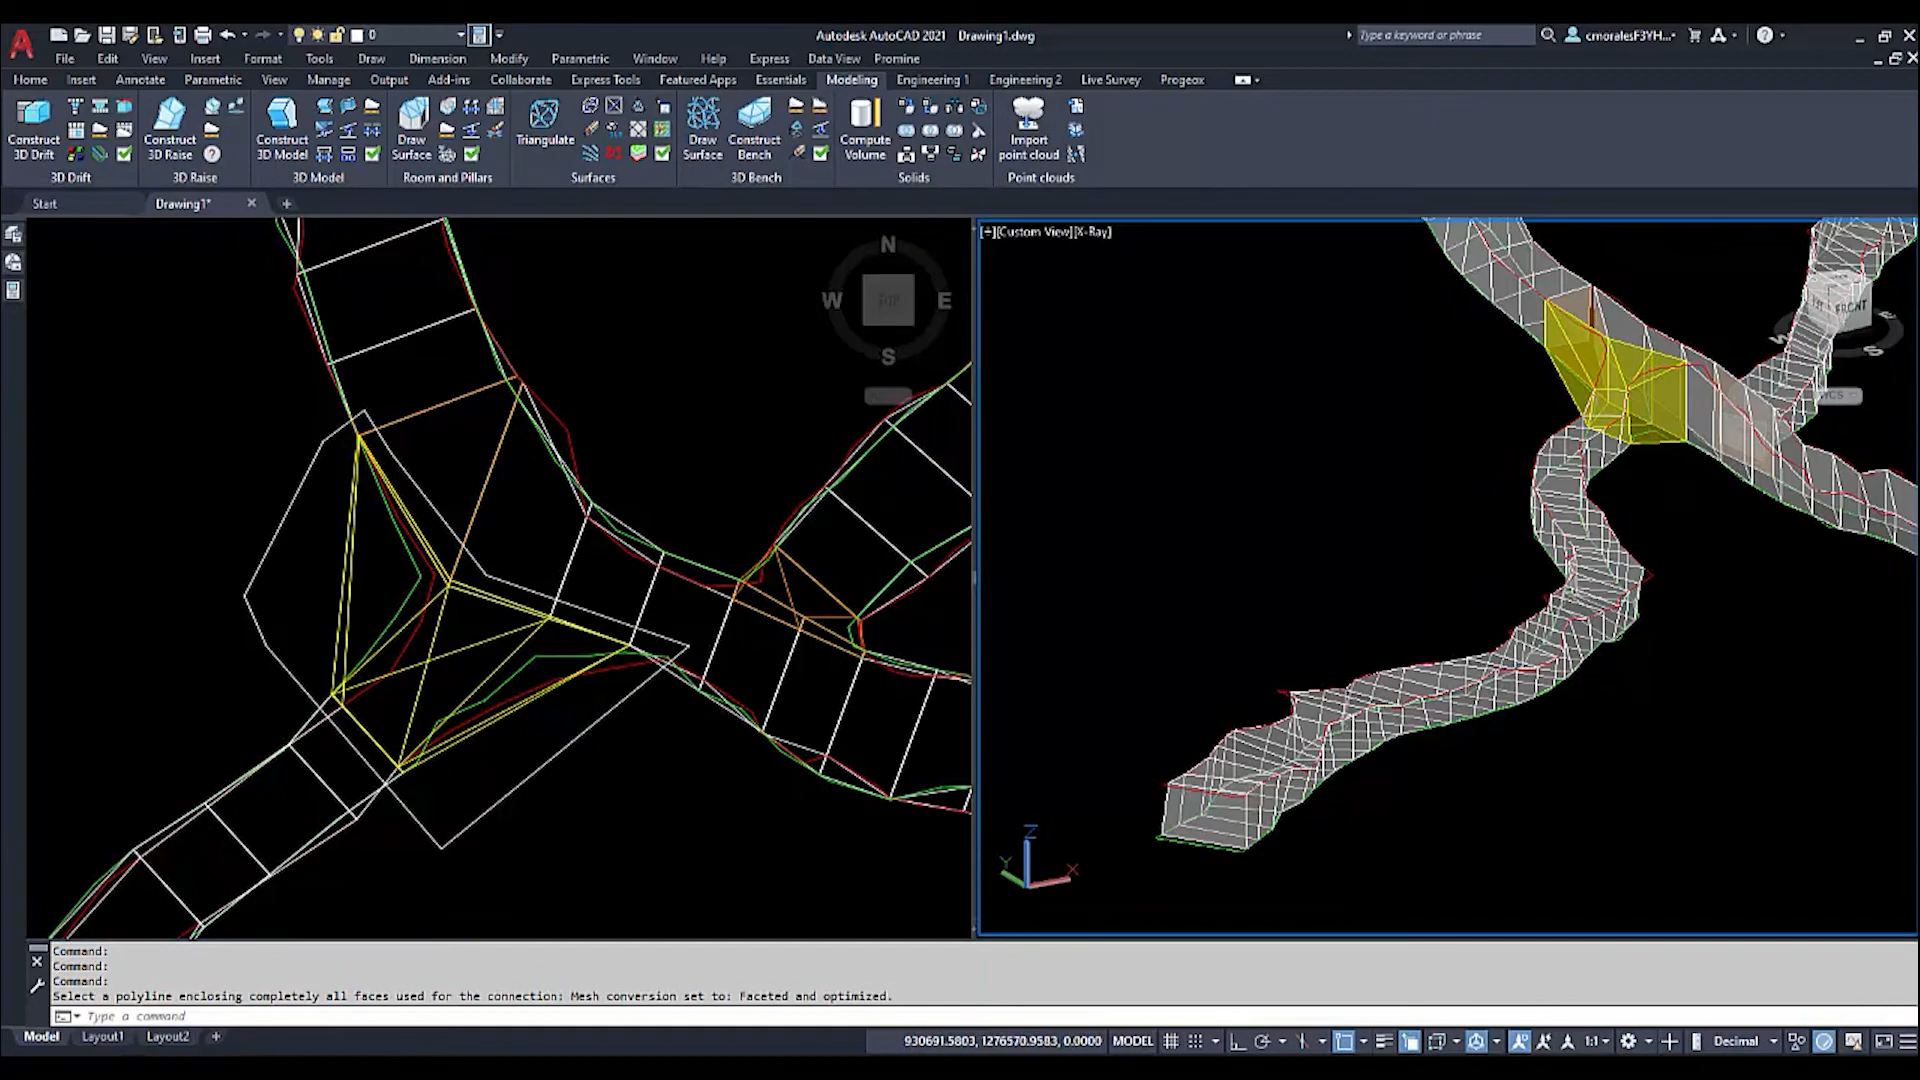 0
Autodesk AutoCAD 2021 Drawing1.dwg
Type a keyword or phrase
cmoralesF3YH...
File Edit View Insert Format Tools Draw Dimension Modify Parametric Window Help Express Data View Promine
Home Insert Annotate Parametric View Manage Output Add-ins Collaborate Express Tools Featured Apps Essentials Modeling Engineering 1 Engineering 2 Live Survey Progeox
Construct 3D Drift
Construct 3D Raise
Construct 3D Model
Draw Surface
Triangulate
Draw Surface
Construct Bench
Compute Volume
Import point cloud
3D Drift 3D Raise 3D Model Room and Pillars Surfaces 3D Bench Solids Point clouds
Start Drawing1*
[+][Custom View][X-Ray]
N
W E
S
TOP
FRONT
S
Z
Y X
Command:
Command:
Command:
Select a polyline enclosing completely all faces used for the connection: Mesh conversion set to: Faceted and optimized.
Type a command
Model Layout1 Layout2
930691.5803, 1276570.9583, 0.0000 MODEL 1:1 Decimal